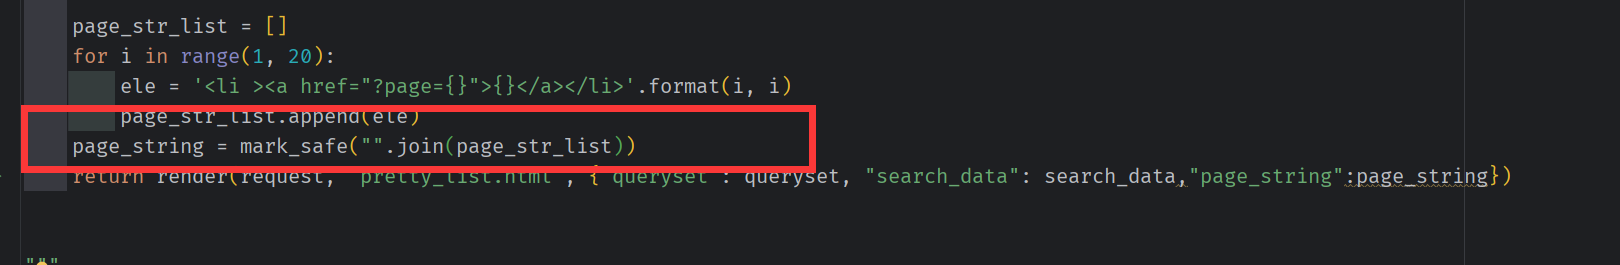 page_str_list = []
for i in range(1, 20):
ele = '<li ><a href="?page={}">{}</a></li>'.format(i, i)
page_str_list.append(ele)
page_string = mark_safe("".join(page_str_list))
return render(request, "pretty_list.html", {"queryset": queryset, "search_data": search_data,"page_string":page_string})
"""